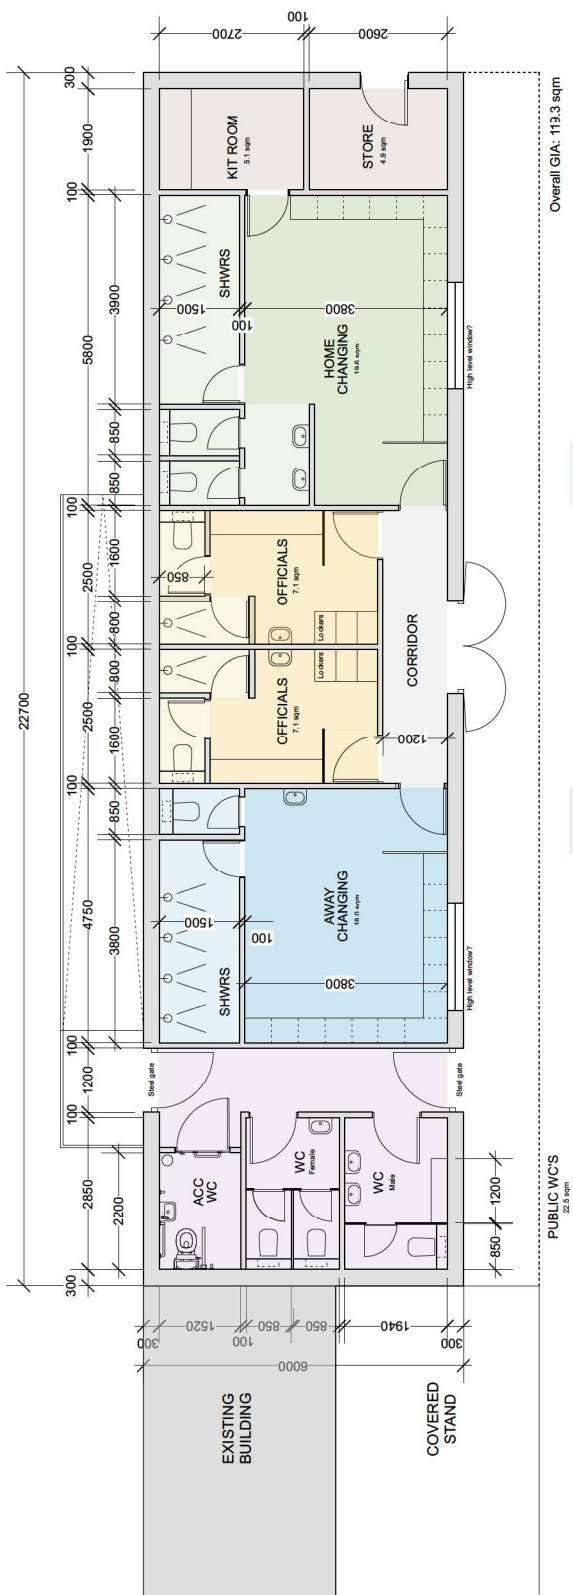 22700
300
1900
100
5800
100
2500
100
2500
100
4750
100
1200
100
2850
300
3900
850
850
1600
800
800
1600
850
3800
2200
2700
100
2600
KIT ROOM
5.1 sqm
STORE
4.9 sqm
SHWRS
1500
100
3800
HOME
CHANGING
19.6 sqm
High level window?
850
OFFICIALS
7.1 sqm
Lockers
OFFICIALS
7.1 sqm
Lockers
CORRIDOR
1200
SHWRS
1500
100
3800
AWAY
CHANGING
18.0 sqm
High level window?
Steel gate
Steel gate
ACC
WC
WC
Female
WC
Male
1200
850
300
1520
100
850
850
1940
300
6000
EXISTING
BUILDING
COVERED
STAND
PUBLIC WC'S
22.5 sqm
Overall GIA: 119.3 sqm